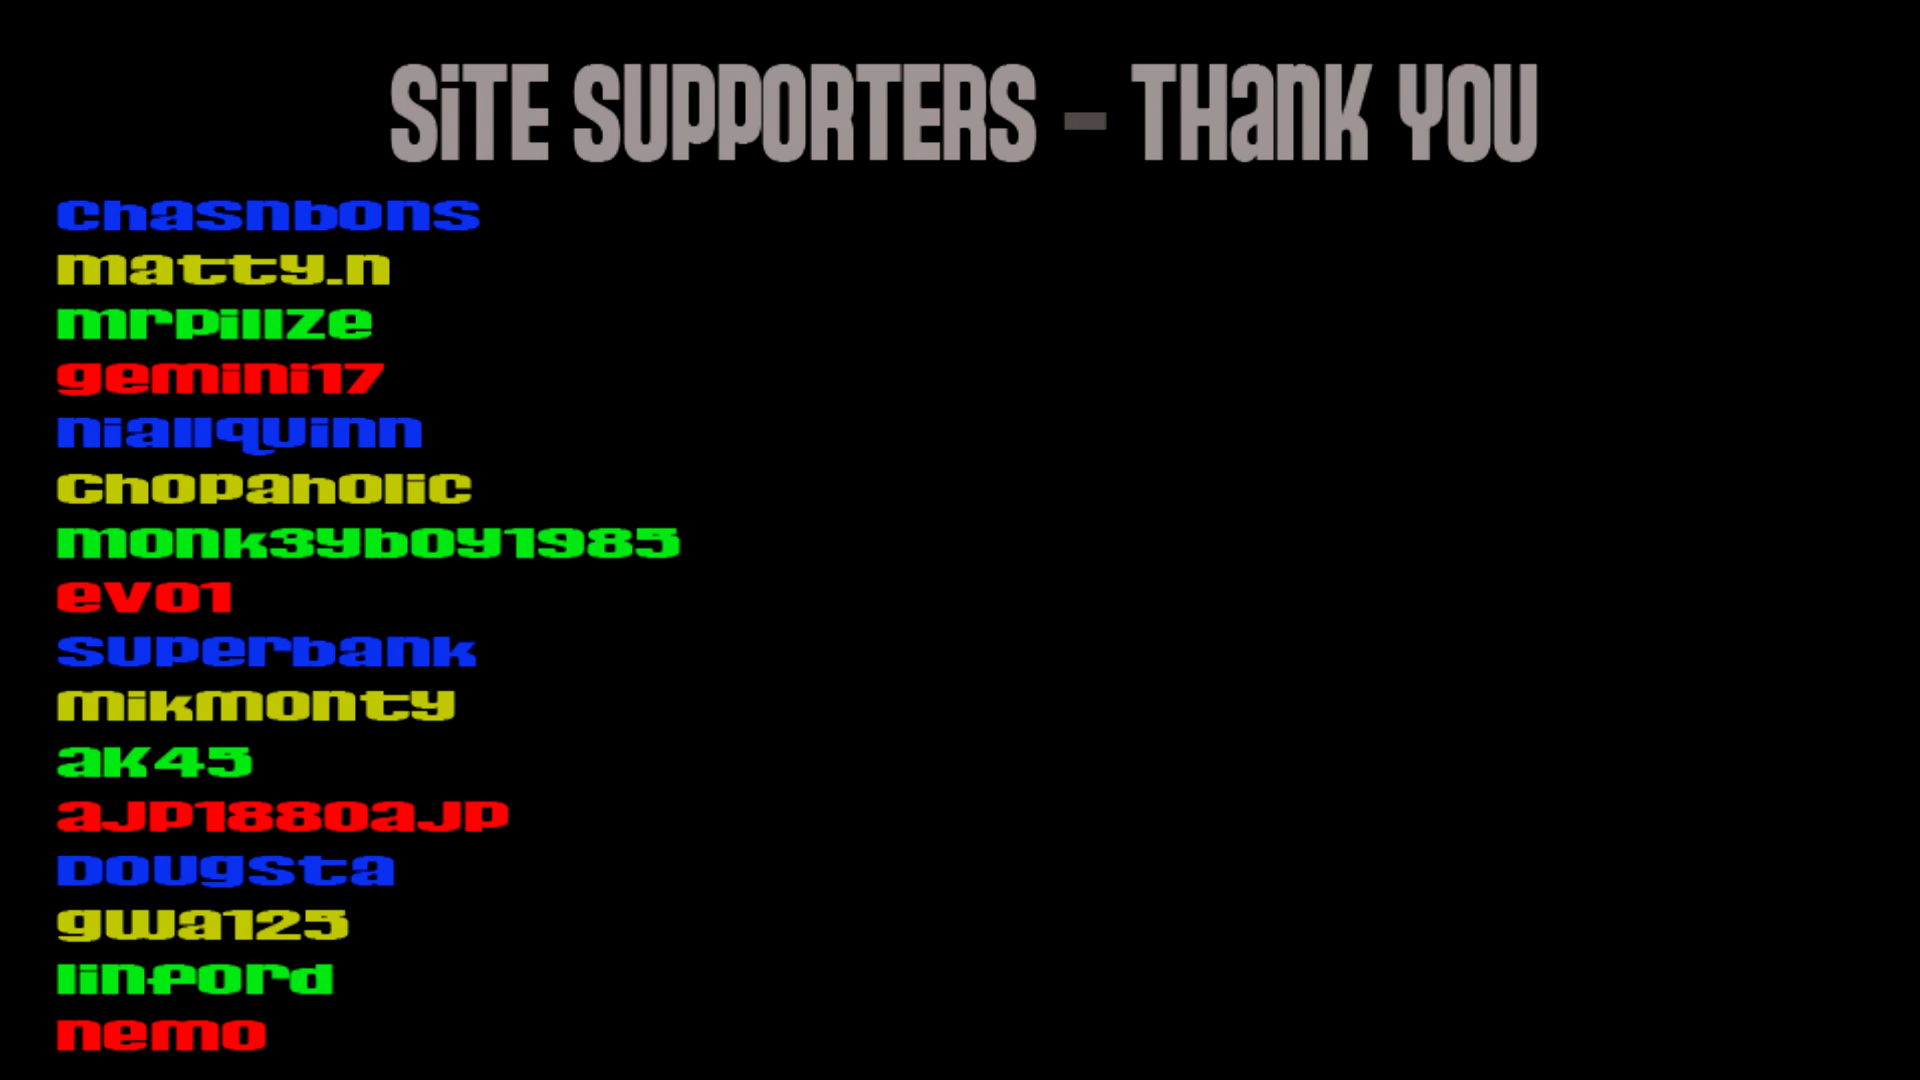 SiTE SUPPORTERS - THanK YOU
chasnbons
matty.n
mrpillze
gemini17
niallquinn
chopaholic
monk3yboy1985
evo1
superbank
mikmonty
aK45
aJp1880aJp
Dougsta
gwa125
linford
nemo